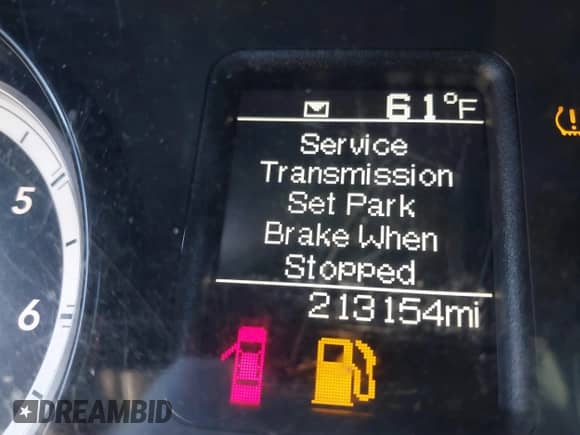 61°F
Service
Transmission
Set Park
Brake When
Stopped
213154mi
5
6
DREAMBID